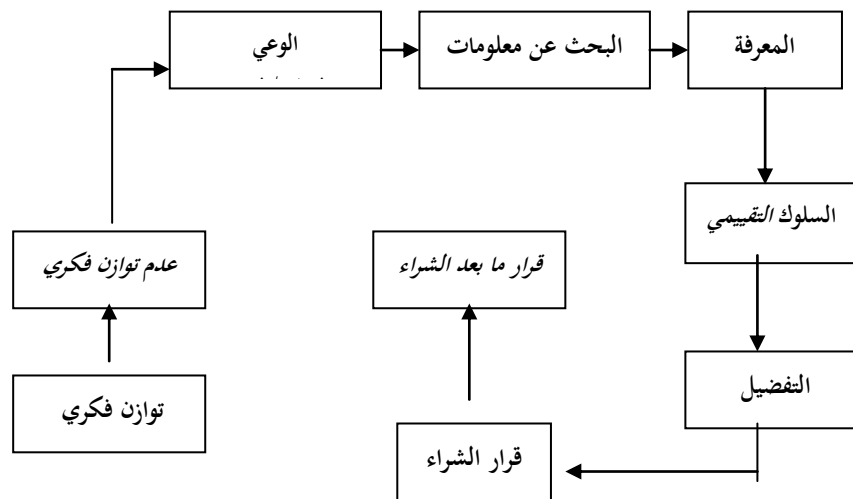 الوعي
البحث عن معلومات
المعرفة
السلوك التقييمي
عدم توازن فكري
قرار ما بعد الشراء
التفضيل
توازن فكري
قرار الشراء